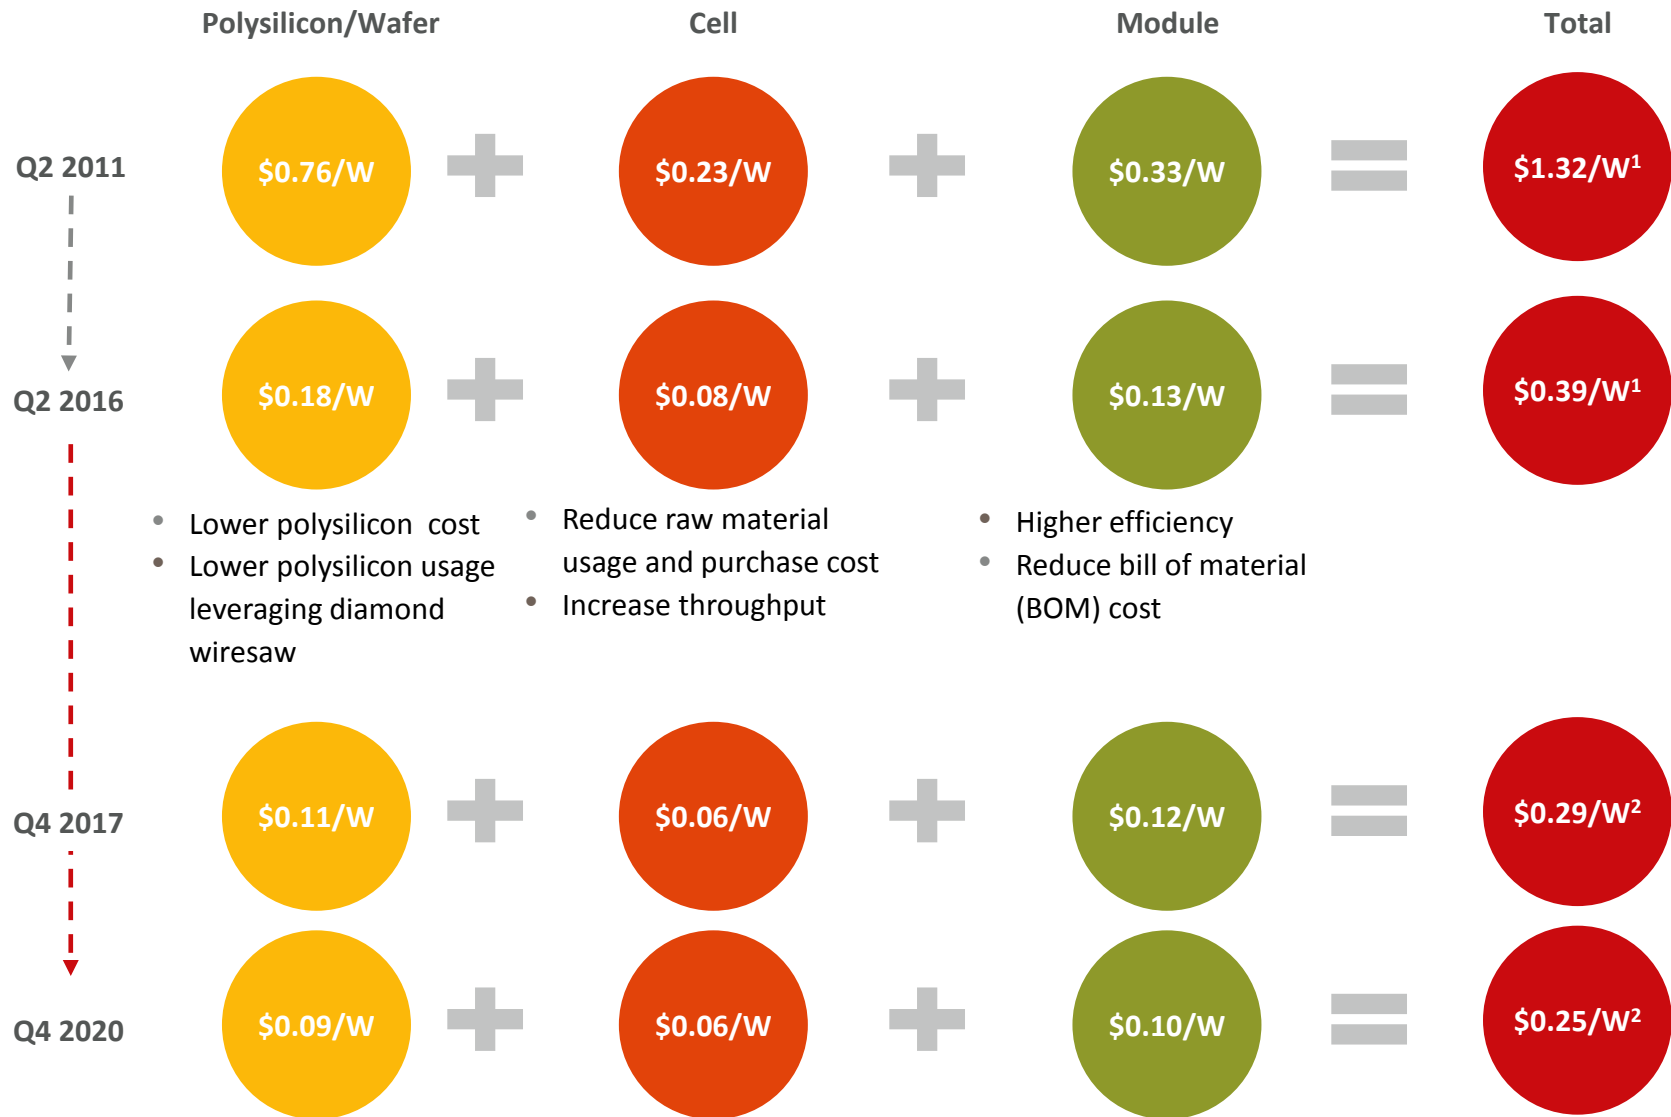 Polysilicon/Wafer Cell Module Total
Q2 2011 $0.76/W $0.23/W $0.33/W $1.32/W¹
Q2 2016 $0.18/W $0.08/W $0.13/W $0.39/W¹
• Lower polysilicon cost
• Lower polysilicon usage
leveraging diamond
wiresaw
• Reduce raw material
usage and purchase cost
• Increase throughput
• Higher efficiency
• Reduce bill of material
(BOM) cost
Q4 2017 $0.11/W $0.06/W $0.12/W $0.29/W²
Q4 2020 $0.09/W $0.06/W $0.10/W $0.25/W²